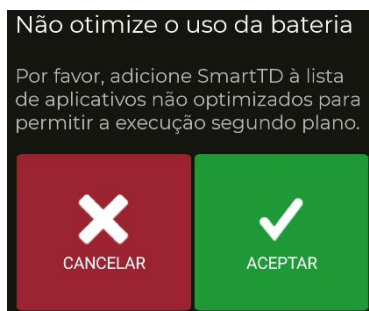 Não otimize o uso da bateria
Por favor, adicione SmartTD à lista
de aplicativos não optimizados para
permitir a execução segundo plano.
CANCELAR
ACEPTAR